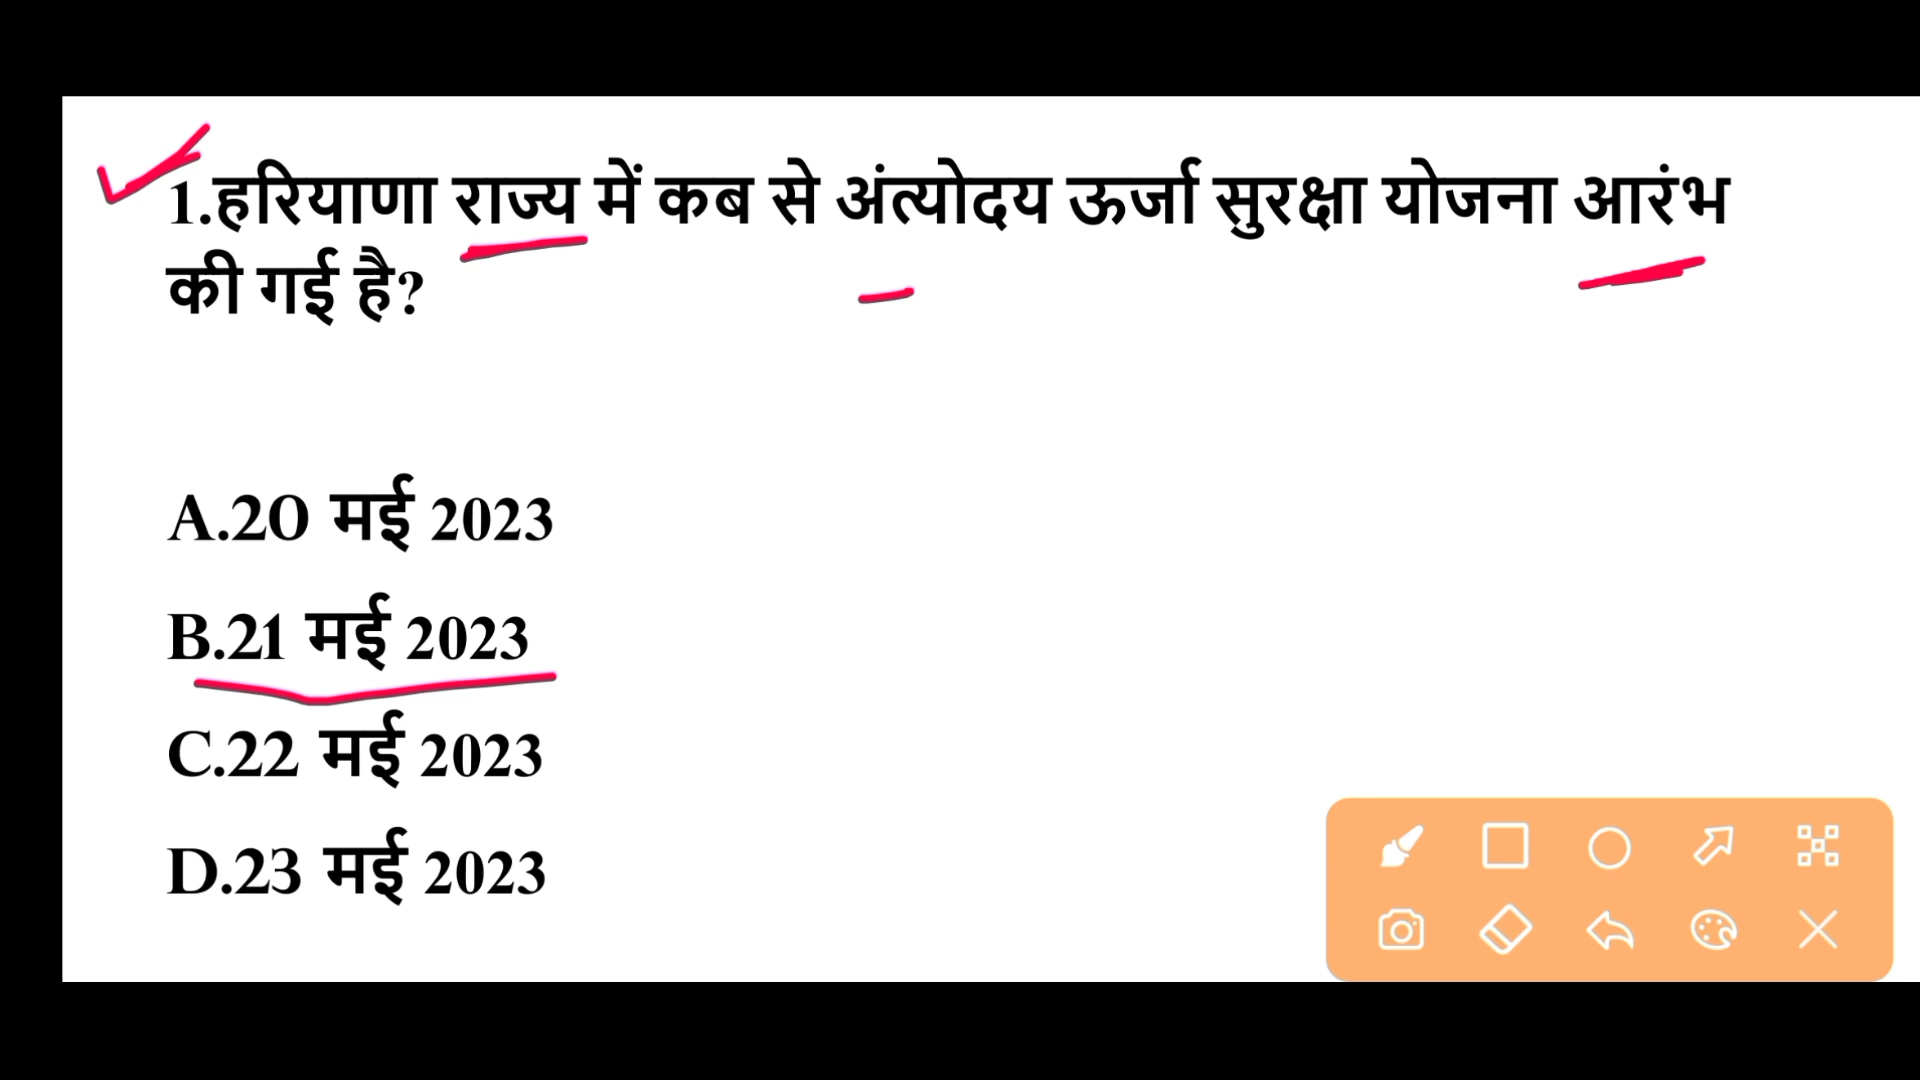 1.हरियाणा राज्य में कब से अंत्योदय ऊर्जा सुरक्षा योजना आरंभ
की गई है?
A.20 मई 2023
B.21 मई 2023
C.22 मई 2023
D.23 मई 2023